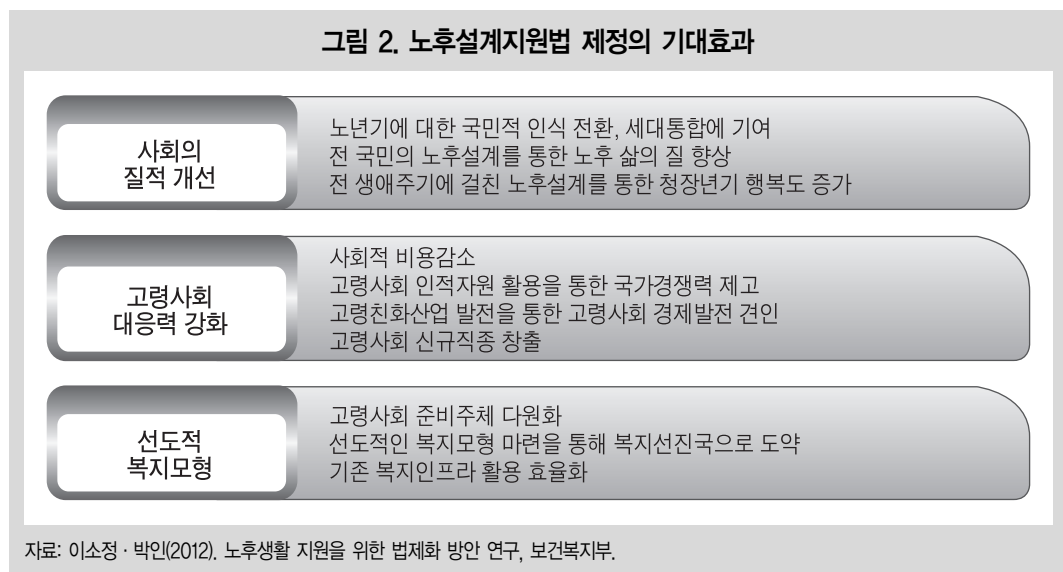 그림 2. 노후설계지원법 제정의 기대효과
사회의
질적 개선
노년기에 대한 국민적 인식 전환, 세대통합에 기여
전 국민의 노후설계를 통한 노후 삶의 질 향상
전 생애주기에 걸친 노후설계를 통한 청장년기 행복도 증가
고령사회
대응력 강화
사회적 비용감소
고령사회 인적자원 활용을 통한 국가경쟁력 제고
고령친화산업 발전을 통한 고령사회 경제발전 견인
고령사회 신규직종 창출
선도적
복지모형
고령사회 준비주체 다원화
선도적인 복지모형 마련을 통해 복지선진국으로 도약
기존 복지인프라 활용 효율화
자료: 이소정 · 박인(2012). 노후생활 지원을 위한 법제화 방안 연구, 보건복지부.